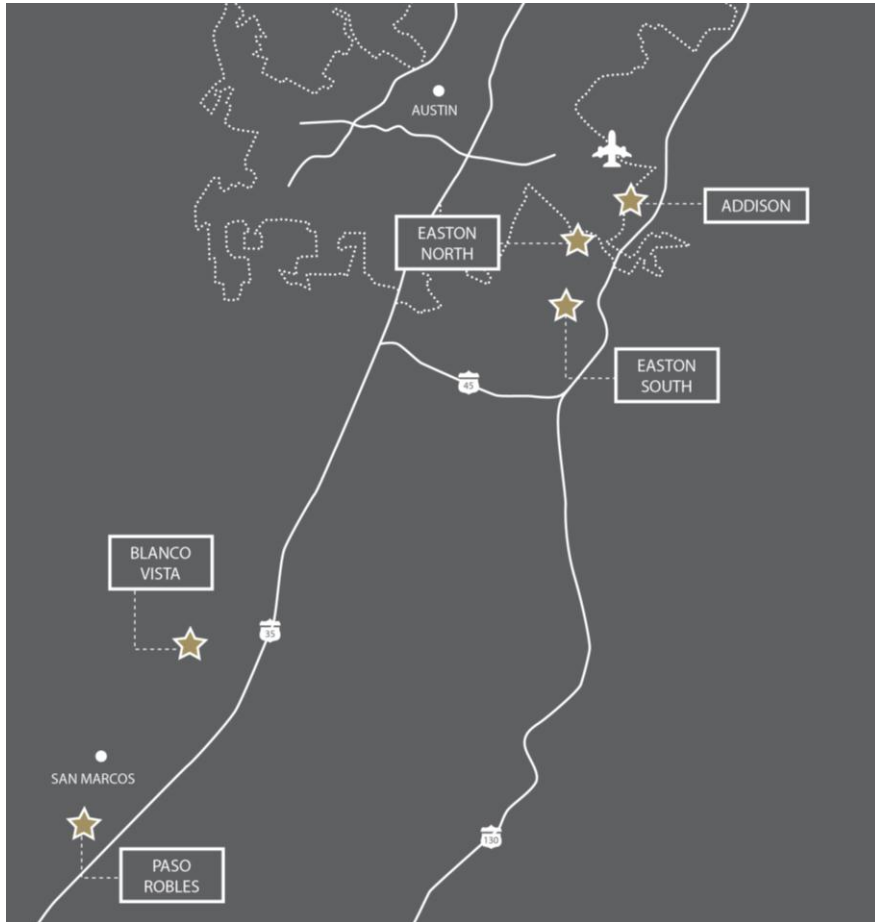 AUSTIN
ADDISON
EASTON
NORTH
EASTON
SOUTH
45
BLANCO
VISTA
35
SAN MARCOS
130
PASO
ROBLES